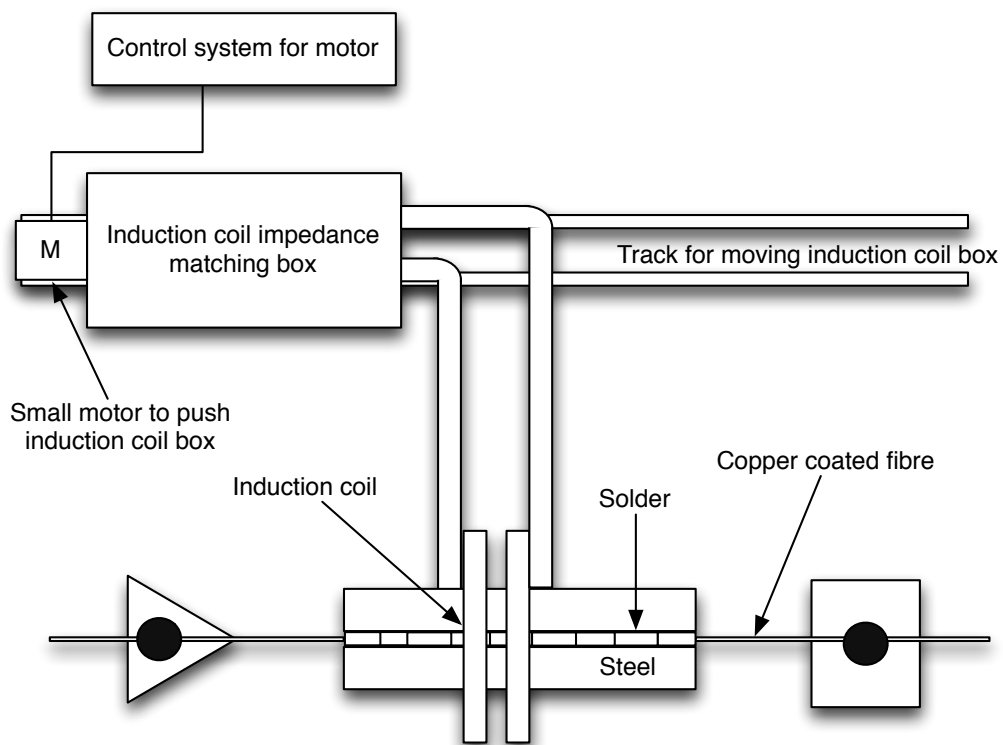 Control system for motor
M
Induction coil impedance
matching box
Track for moving induction coil box
Small motor to push
induction coil box
Induction coil
Copper coated fibre
Solder
Steel